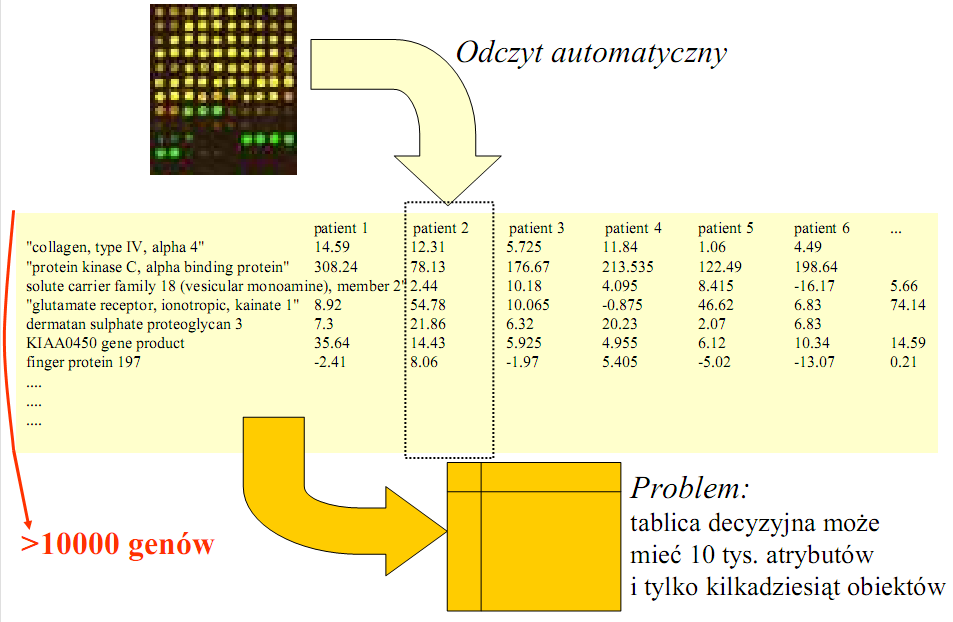 Odczyt automatyczny
patient 1 patient 2 patient 3 patient 4 patient 5 patient 6 ...
"collagen, type IV, alpha 4" 14.59 12.31 5.725 11.84 1.06 4.49
"protein kinase C, alpha binding protein" 308.24 78.13 176.67 213.535 122.49 198.64
solute carrier family 18 (vesicular monoamine), member 2" 2.44 10.18 4.095 8.415 -16.17 5.66
"glutamate receptor, ionotropic, kainate 1" 8.92 54.78 10.065 -0.875 46.62 6.83 74.14
dermatan sulphate proteoglycan 3 7.3 21.86 6.32 20.23 2.07 6.83
KIAA0450 gene product 35.64 14.43 5.925 4.955 6.12 10.34 14.59
finger protein 197 -2.41 8.06 -1.97 5.405 -5.02 -13.07 0.21
....
....
....
>10000 genów
Problem:
tablica decyzyjna może
mieć 10 tys. atrybutów
i tylko kilkadziesiąt obiektów